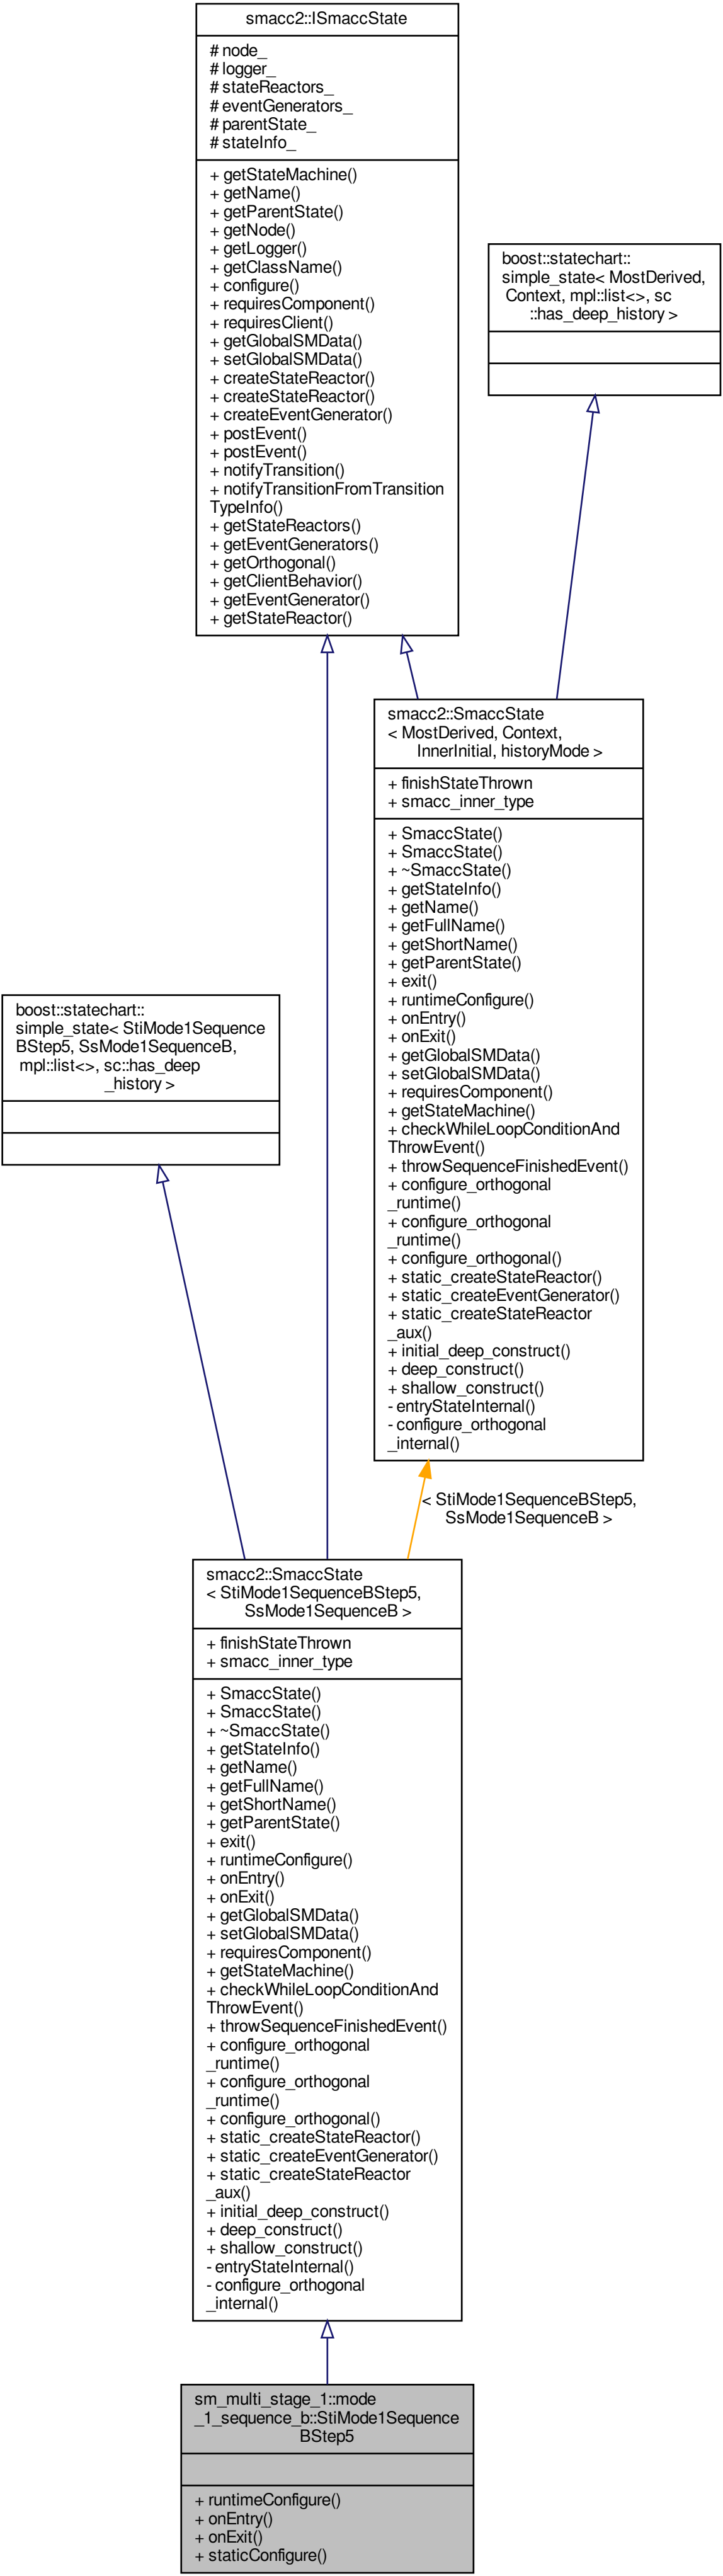 smacc2::ISmaccState
# node_
# logger_
# stateReactors_
# eventGenerators_
# parentState_
# stateInfo_
+ getStateMachine()
+ getName()
+ getParentState()
+ getNode()
+ getLogger()
+ getClassName()
+ configure()
+ requiresComponent()
+ requiresClient()
+ getGlobalSMData()
+ setGlobalSMData()
+ createStateReactor()
+ createStateReactor()
+ createEventGenerator()
+ postEvent()
+ postEvent()
+ notifyTransition()
+ notifyTransitionFromTransition
TypeInfo()
+ getStateReactors()
+ getEventGenerators()
+ getOrthogonal()
+ getClientBehavior()
+ getEventGenerator()
+ getStateReactor()
boost::statechart::
simple_state< MostDerived,
Context, mpl::list<>, sc
::has_deep_history >
smacc2::SmaccState
< MostDerived, Context,
InnerInitial, historyMode >
+ finishStateThrown
+ smacc_inner_type
+ SmaccState()
+ SmaccState()
+ ~SmaccState()
+ getStateInfo()
+ getName()
+ getFullName()
+ getShortName()
+ getParentState()
+ exit()
+ runtimeConfigure()
+ onEntry()
+ onExit()
+ getGlobalSMData()
+ setGlobalSMData()
+ requiresComponent()
+ getStateMachine()
+ checkWhileLoopConditionAnd
ThrowEvent()
+ throwSequenceFinishedEvent()
+ configure_orthogonal
_runtime()
+ configure_orthogonal
_runtime()
+ configure_orthogonal()
+ static_createStateReactor()
+ static_createEventGenerator()
+ static_createStateReactor
_aux()
+ initial_deep_construct()
+ deep_construct()
+ shallow_construct()
- entryStateInternal()
- configure_orthogonal
_internal()
boost::statechart::
simple_state< StiMode1Sequence
BStep5, SsMode1SequenceB,
mpl::list<>, sc::has_deep
_history >
< StiMode1SequenceBStep5,
SsMode1SequenceB >
smacc2::SmaccState
< StiMode1SequenceBStep5,
SsMode1SequenceB >
+ finishStateThrown
+ smacc_inner_type
+ SmaccState()
+ SmaccState()
+ ~SmaccState()
+ getStateInfo()
+ getName()
+ getFullName()
+ getShortName()
+ getParentState()
+ exit()
+ runtimeConfigure()
+ onEntry()
+ onExit()
+ getGlobalSMData()
+ setGlobalSMData()
+ requiresComponent()
+ getStateMachine()
+ checkWhileLoopConditionAnd
ThrowEvent()
+ throwSequenceFinishedEvent()
+ configure_orthogonal
_runtime()
+ configure_orthogonal
_runtime()
+ configure_orthogonal()
+ static_createStateReactor()
+ static_createEventGenerator()
+ static_createStateReactor
_aux()
+ initial_deep_construct()
+ deep_construct()
+ shallow_construct()
- entryStateInternal()
- configure_orthogonal
_internal()
sm_multi_stage_1::mode
_1_sequence_b::StiMode1Sequence
BStep5
+ runtimeConfigure()
+ onEntry()
+ onExit()
+ staticConfigure()